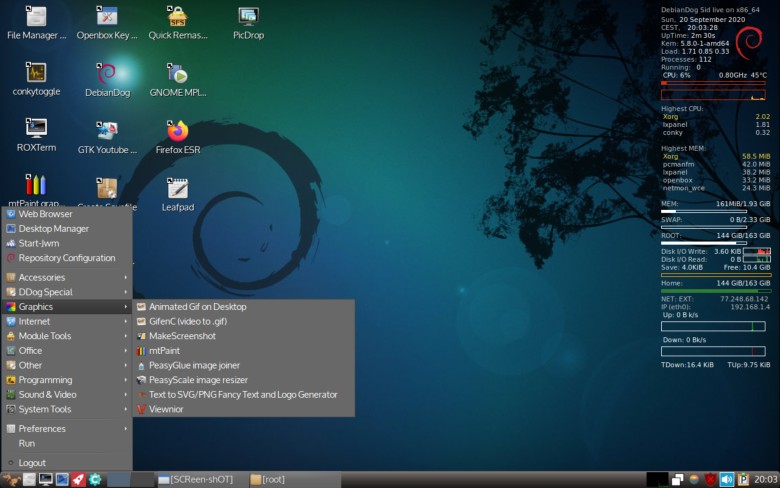 File Manager ...
Openbox Key ...
Quick Remas...
PicDrop
conkytoggle
DebianDog
GNOME MPl...
ROXTerm
GTK Youtube ...
Firefox ESR
mtPaint grap...
Leafpad
Web Browser
Desktop Manager
Start-Jwm
Repository Configuration
Accessories
DDog Special
Graphics
Internet
Module Tools
Office
Other
Programming
Sound & Video
System Tools
Preferences
Run
Logout
Animated Gif on Desktop
GifenC (video to .gif)
MakeScreenshot
mtPaint
PeasyGlue image joiner
PeasyScale image resizer
Text to SVG/PNG Fancy Text and Logo Generator
Viewnior
DebianDog Sid live on x86_64
Sun, 20 September 2020
CEST, - 20:03:28
UpTime: 2m 30s
Kern: 5.8.0-1-amd64
Load: 1.71 0.85 0.33
Processes: 112
Running: 0
CPU: 6% 0.80GHz 45°C
Highest CPU:
Xorg 2.02
lxpanel 1.81
conky 0.32
Highest MEM:
Xorg 58.5 MiB
pcmanfm 42.0 MiB
lxpanel 38.2 MiB
openbox 33.2 MiB
netmon_wce 24.3 MiB
MEM: 161MiB/1.93 GiB
SWAP: 0 B/2.33 GiB
ROOT: 144 GiB/163 GiB
Disk I/O Write: 3.60 KiB
Disk I/O Read: 0 B
Save: 4.0KiB Free: 10.4 GiB
Home: 144 GiB/163 GiB
NET: EXT: 77.248.68.142
IP (eth0): 192.168.1.4
Up: 0 B k/s
Down: 0 B k/s
TDown:16.4 KiB TUp:9.75 KiB
[SCReen-shOT]
[root]
20:03